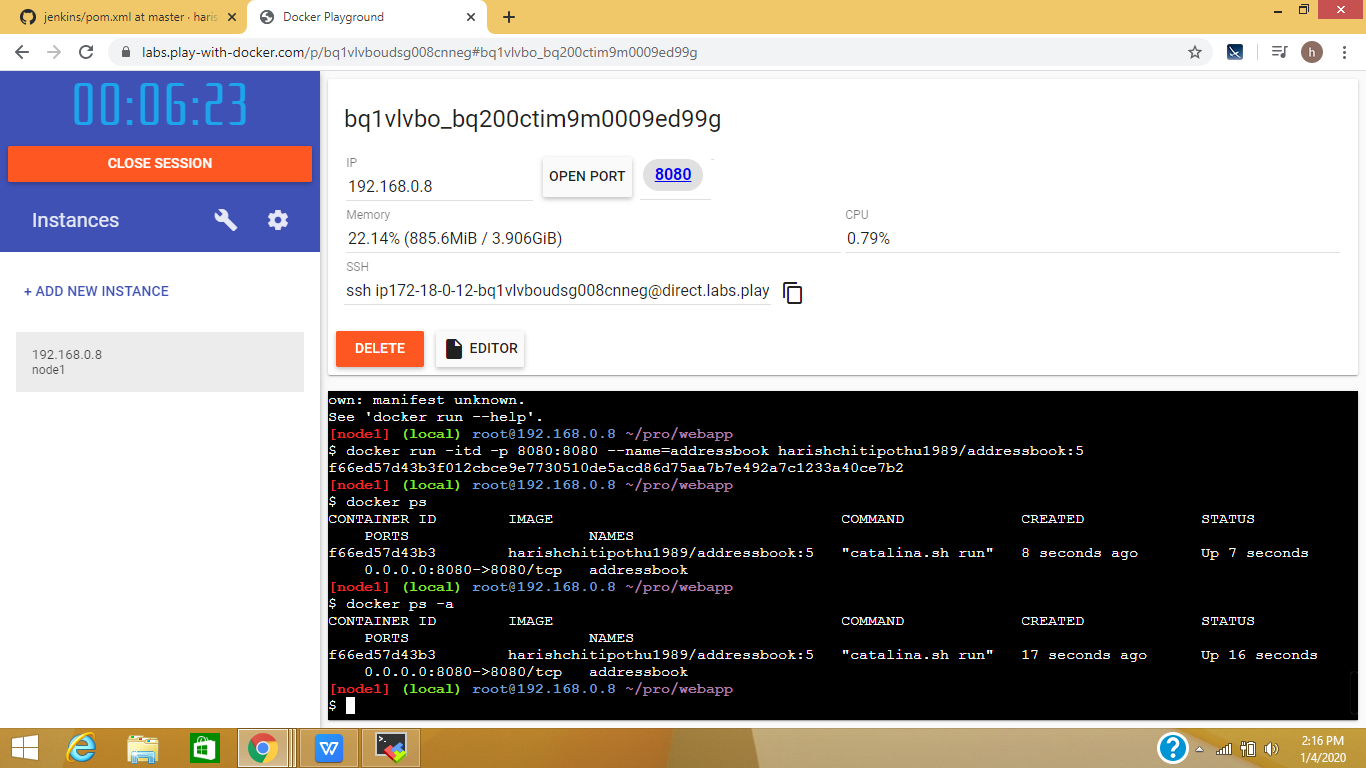 jenkins/pom.xml at master · haris
Docker Playground
labs.play-with-docker.com/p/bq1vlvboudsg008cnneg#bq1vlvbo_bq200ctim9m0009ed99g
h
00:06:23
CLOSE SESSION
Instances
+ ADD NEW INSTANCE
192.168.0.8
node1
bq1vlvbo_bq200ctim9m0009ed99g
IP
192.168.0.8
OPEN PORT
8080
Memory
22.14% (885.6MiB / 3.906GiB)
CPU
0.79%
SSH
ssh ip172-18-0-12-bq1vlvboudsg008cnneg@direct.labs.play
DELETE
EDITOR
own: manifest unknown.
See 'docker run --help'.
[node1] (local) root@192.168.0.8 ~/pro/webapp
$ docker run -itd -p 8080:8080 --name=addressbook harishchitipothu1989/addressbook:5
f66ed57d43b3f012cbce9e7730510de5acd86d75aa7b7e492a7c1233a40ce7b2
[node1] (local) root@192.168.0.8 ~/pro/webapp
$ docker ps
CONTAINER ID IMAGE COMMAND CREATED STATUS
PORTS NAMES
f66ed57d43b3 harishchitipothu1989/addressbook:5 "catalina.sh run" 8 seconds ago Up 7 seconds
0.0.0.0:8080->8080/tcp addressbook
[node1] (local) root@192.168.0.8 ~/pro/webapp
$ docker ps -a
CONTAINER ID IMAGE COMMAND CREATED STATUS
PORTS NAMES
f66ed57d43b3 harishchitipothu1989/addressbook:5 "catalina.sh run" 17 seconds ago Up 16 seconds
0.0.0.0:8080->8080/tcp addressbook
[node1] (local) root@192.168.0.8 ~/pro/webapp
$
2:16 PM
1/4/2020